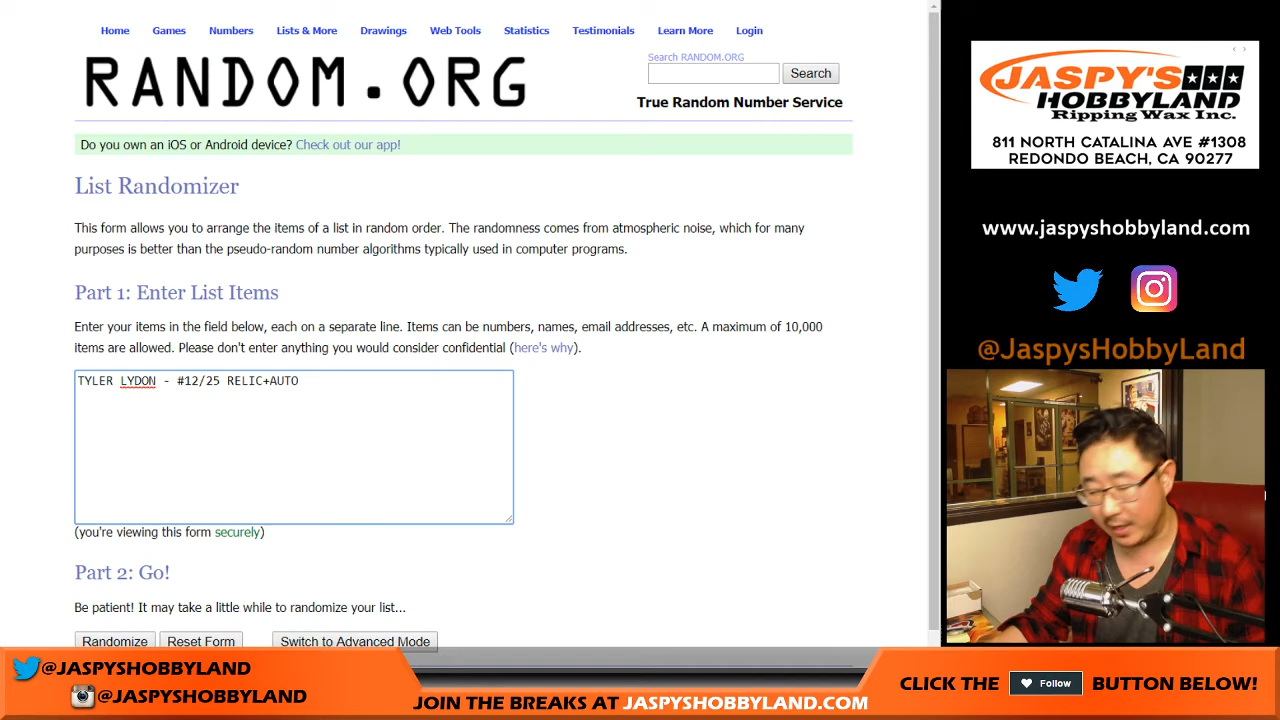 Home Games Numbers Lists & More Drawings Web Tools Statistics Testimonials Learn More Login
RANDOM.ORG
Search RANDOM.ORG
Search
True Random Number Service
Do you own an iOS or Android device? Check out our app!
List Randomizer
This form allows you to arrange the items of a list in random order. The randomness comes from atmospheric noise, which for many
purposes is better than the pseudo-random number algorithms typically used in computer programs.
Part 1: Enter List Items
Enter your items in the field below, each on a separate line. Items can be numbers, names, email addresses, etc. A maximum of 10,000
items are allowed. Please don't enter anything you would consider confidential (here's why).
TYLER LYDON - #12/25 RELIC+AUTO
(you're viewing this form securely)
Part 2: Go!
Be patient! It may take a little while to randomize your list...
Randomize Reset Form Switch to Advanced Mode
JASPY'S
HOBBYLAND
Ripping Wax Inc.
811 NORTH CATALINA AVE #1308
REDONDO BEACH, CA 90277
www.jaspyshobbyland.com
@JaspysHobbyLand
@JASPYSHOBBYLAND
@JASPYSHOBBYLAND
JOIN THE BREAKS AT JASPYSHOBBYLAND.COM
CLICK THE Follow BUTTON BELOW!